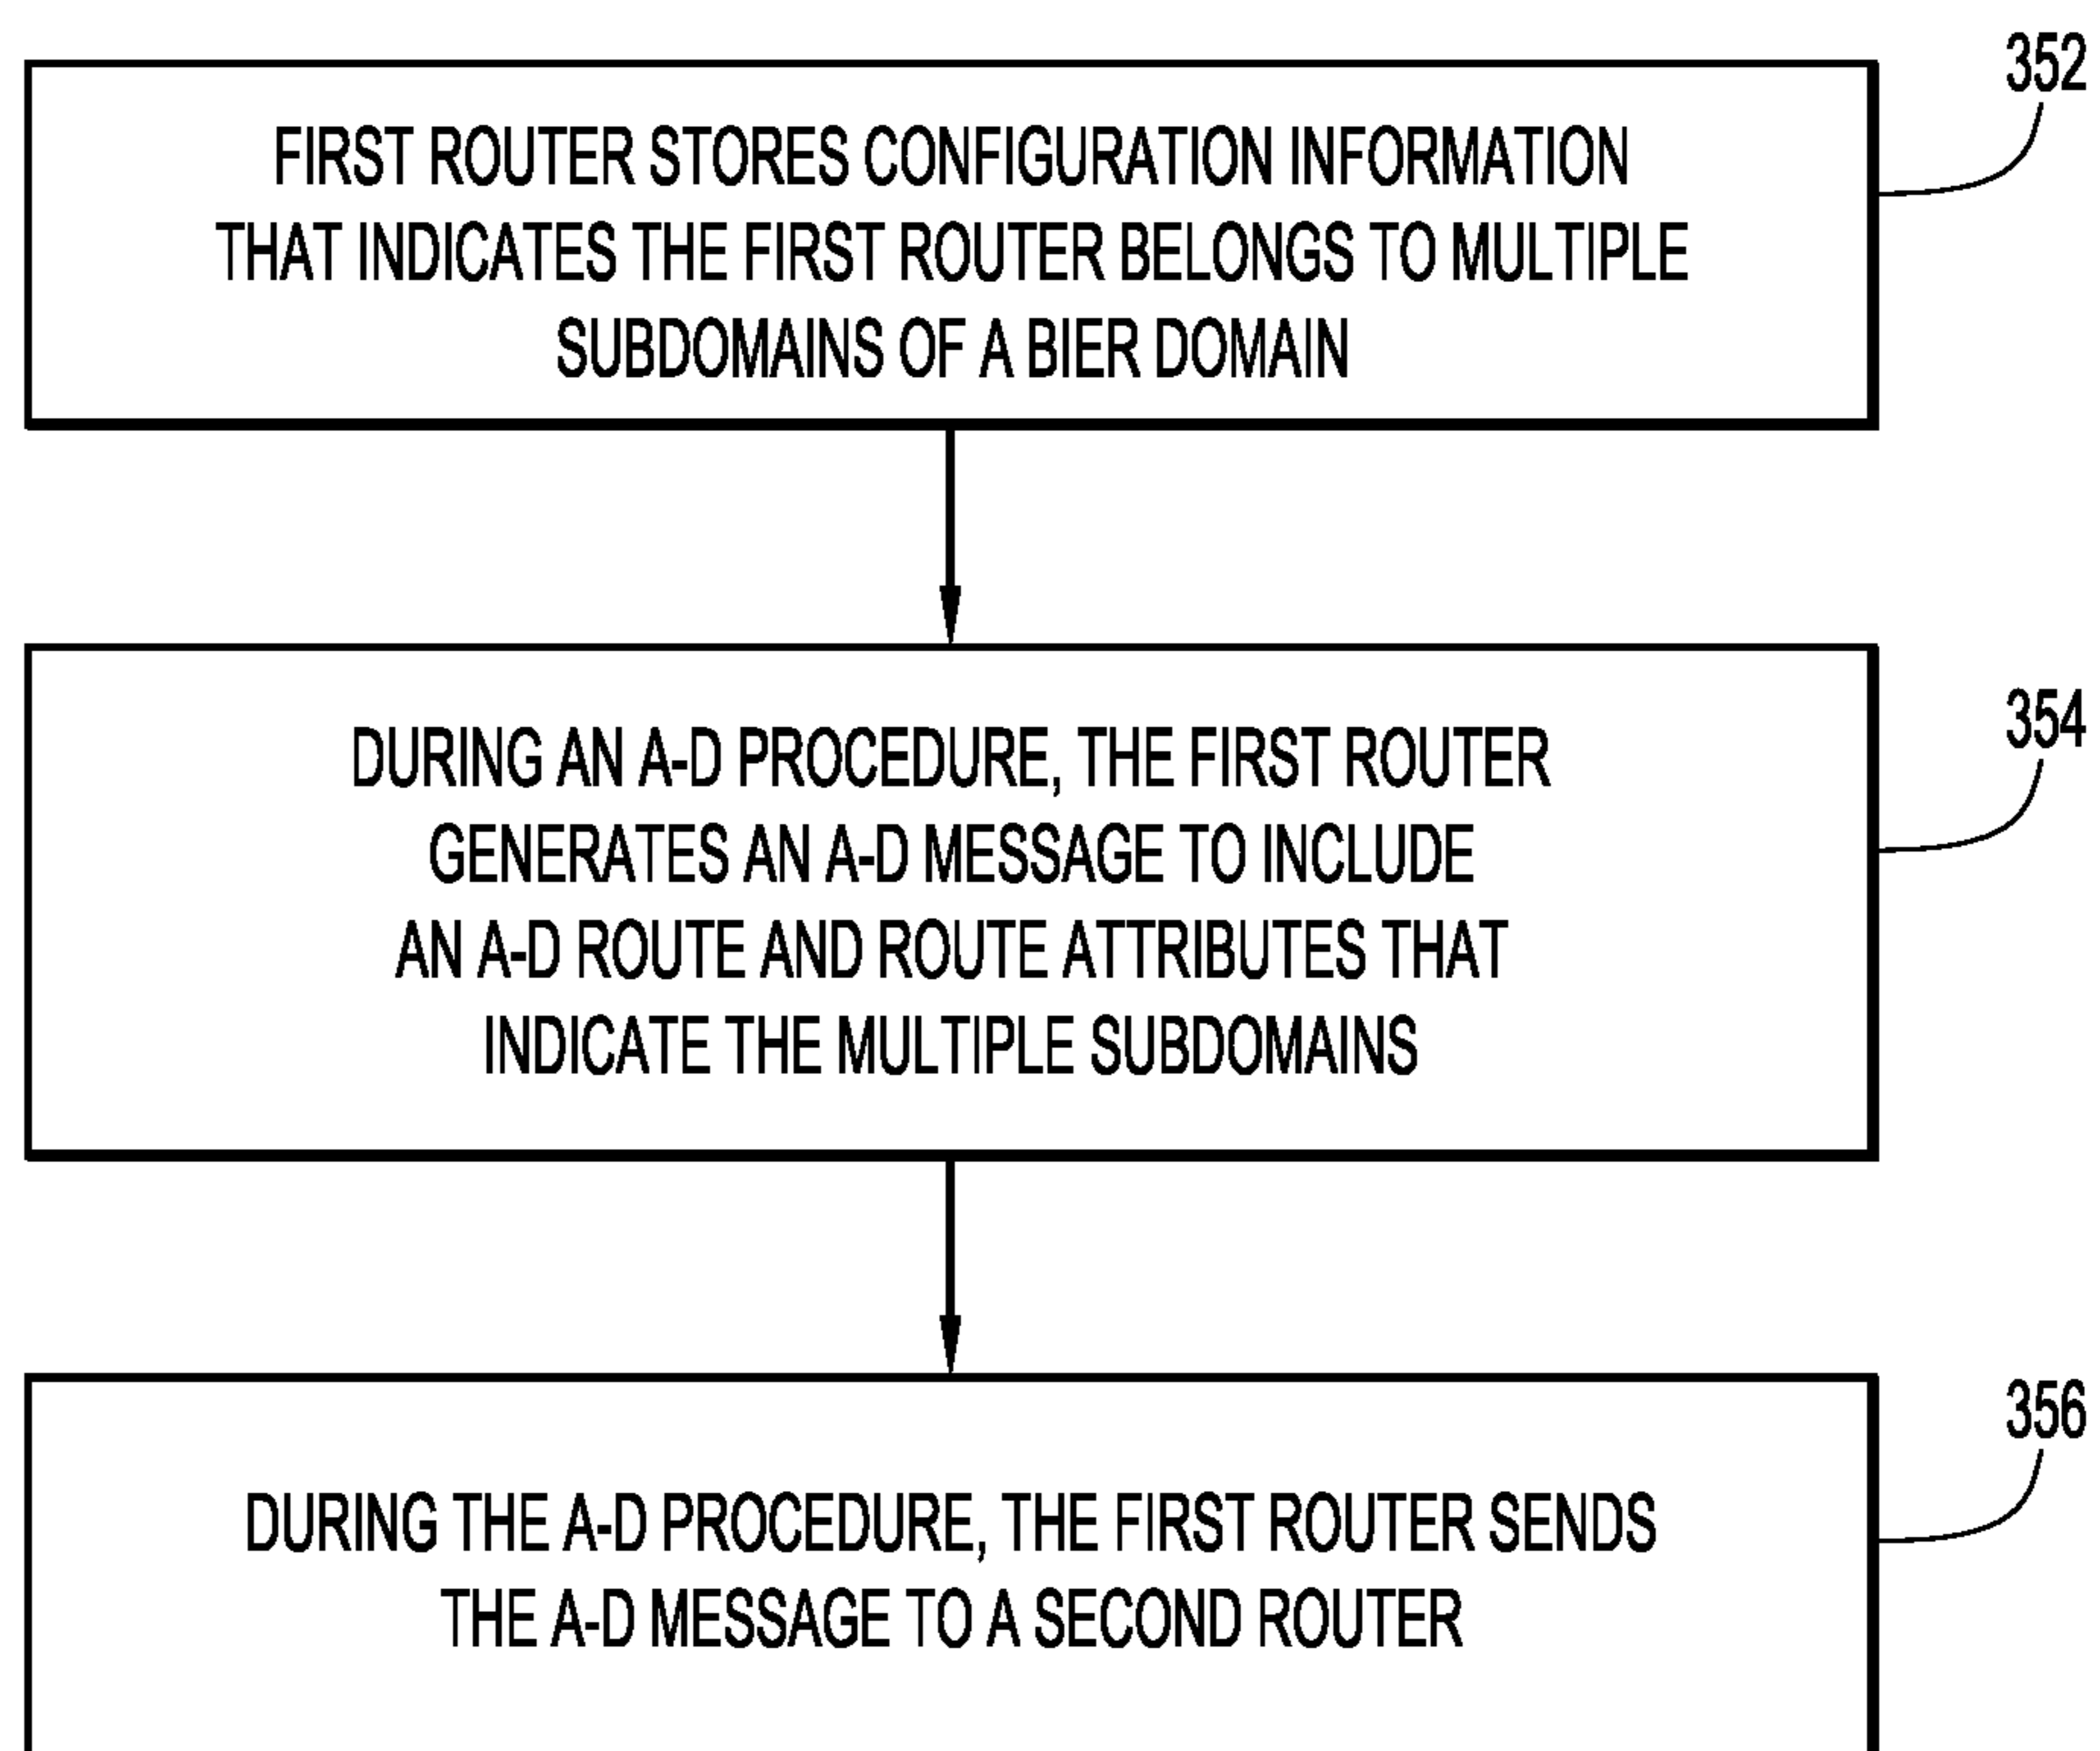 352
FIRST ROUTER STORES CONFIGURATION INFORMATION
THAT INDICATES THE FIRST ROUTER BELONGS TO MULTIPLE
SUBDOMAINS OF A BIER DOMAIN
354
DURING AN A-D PROCEDURE, THE FIRST ROUTER
GENERATES AN A-D MESSAGE TO INCLUDE
AN A-D ROUTE AND ROUTE ATTRIBUTES THAT
INDICATE THE MULTIPLE SUBDOMAINS
356
DURING THE A-D PROCEDURE, THE FIRST ROUTER SENDS
THE A-D MESSAGE TO A SECOND ROUTER